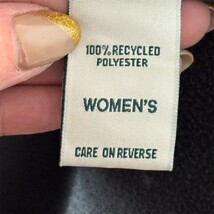 100% RECYCLED
POLYESTER
WOMEN'S
CARE ON REVERSE